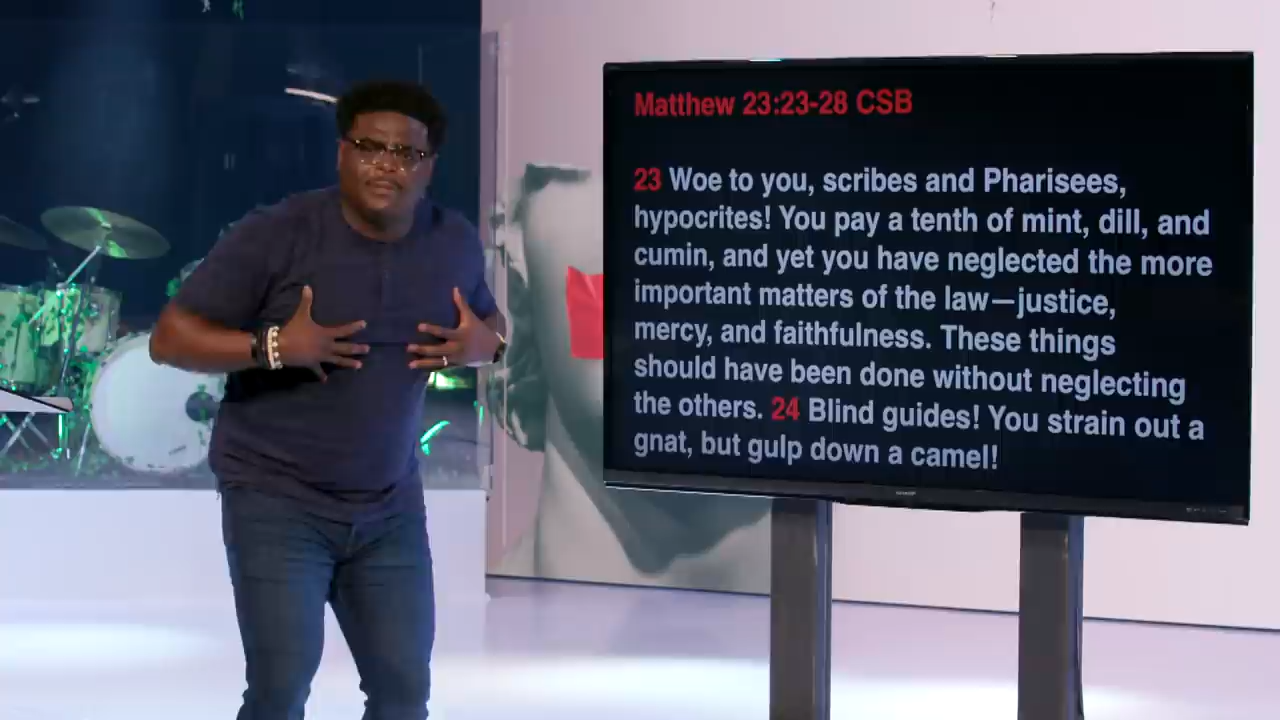 Matthew 23:23-28 CSB
23 Woe to you, scribes and Pharisees,
hypocrites! You pay a tenth of mint, dill, and
cumin, and yet you have neglected the more
important matters of the law—justice,
mercy, and faithfulness. These things
should have been done without neglecting
the others. 24 Blind guides! You strain out a
gnat, but gulp down a camel!